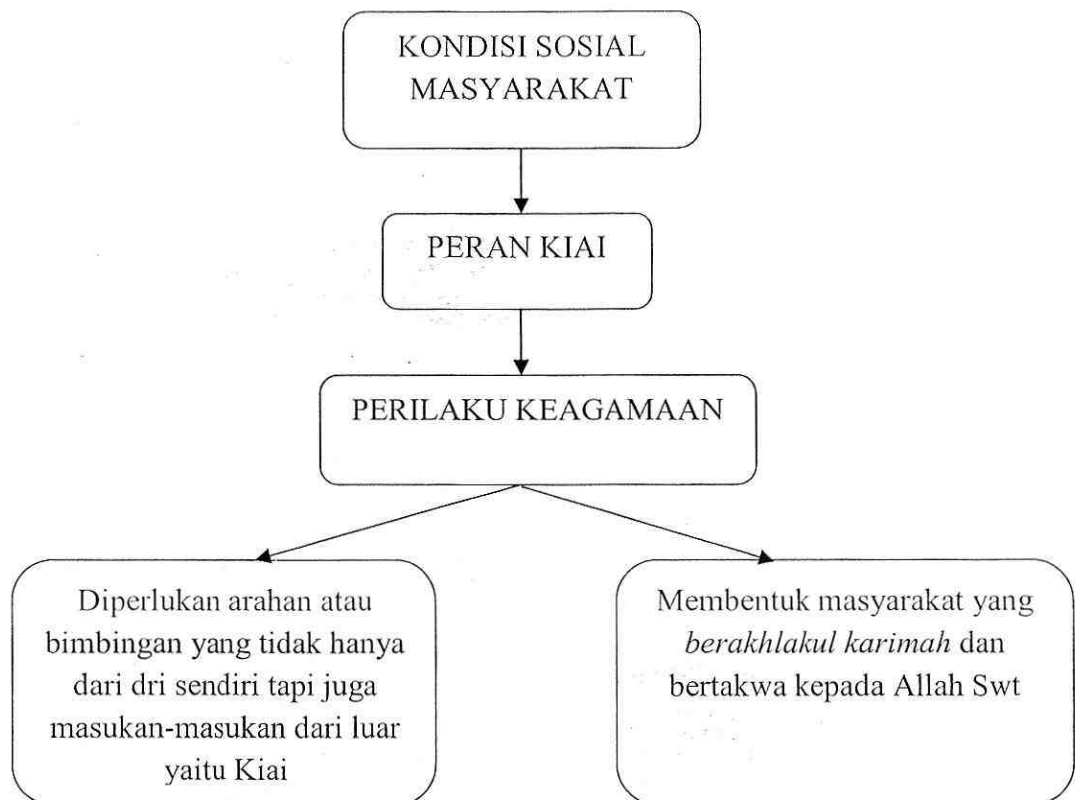 KONDISI SOSIAL
MASYARAKAT
PERAN KIAI
PERILAKU KEAGAMAAN
Diperlukan arahan atau
bimbingan yang tidak hanya
dari dri sendiri tapi juga
masukan-masukan dari luar
yaitu Kiai
Membentuk masyarakat yang
berakhlakul karimah dan
bertakwa kepada Allah Swt